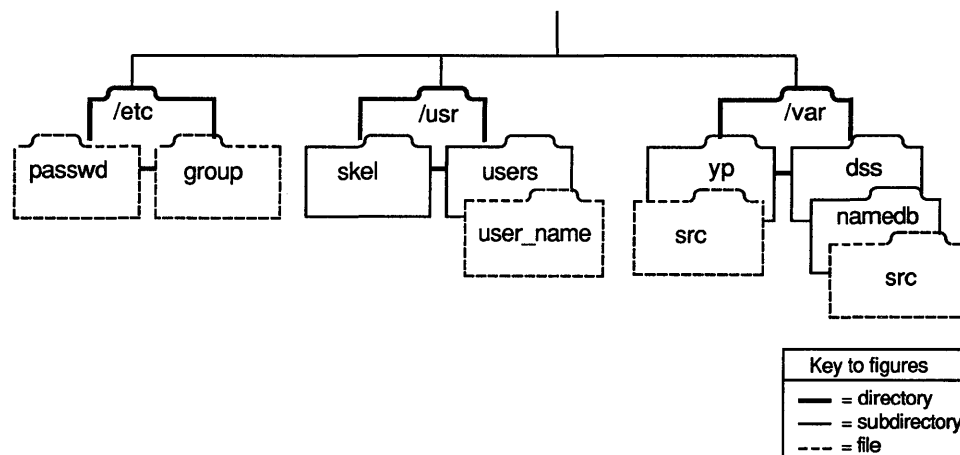 /etc
/usr
/var
passwd
group
skel
users
user_name
yp
src
dss
namedb
src
Key to figures
= directory
= subdirectory
= file